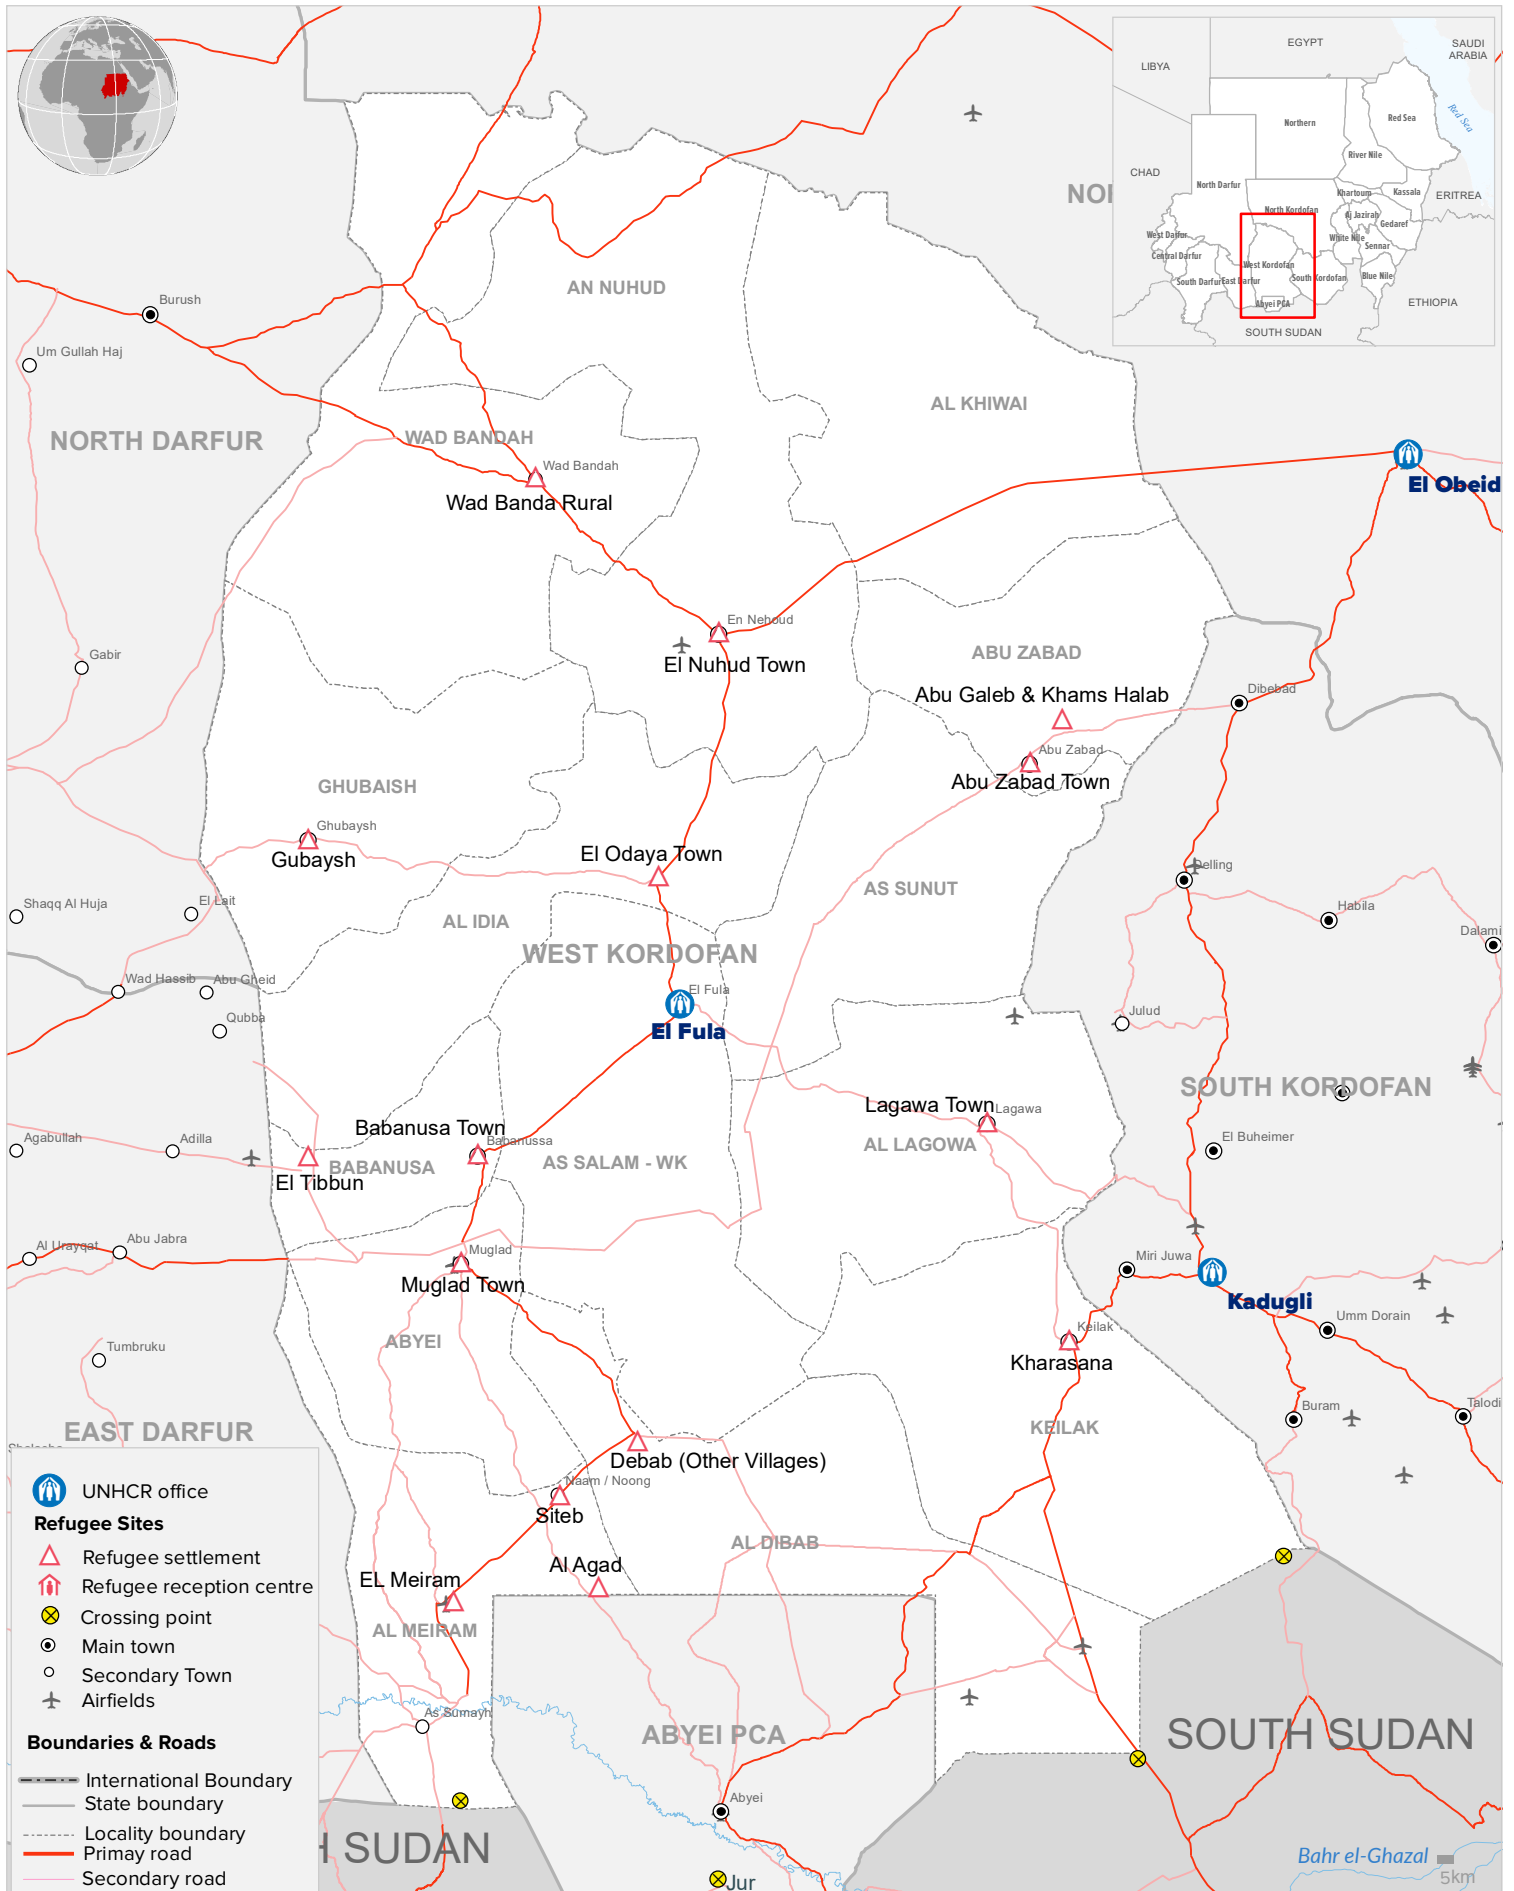 EGYPT
SAUDI
ARABIA
LIBYA
Red Sea
Northern
Red Sea
River Nile
CHAD
North Darfur
Khartoum
Kassala
ERITREA
North Kordofan
Aj Jazirah
Gedaref
West Darfur
White Nile
Sennar
Central Darfur
West Kordofan
South Kordofan
Blue Nile
South Darfur
East Darfur
Abyei PCA
ETHIOPIA
SOUTH SUDAN
NOR
AN NUHUD
Burush
Um Gullah Haj
AL KHIWAI
NORTH DARFUR
WAD BANDAH
Wad Bandah
Wad Banda Rural
El Obeid
En Nehoud
El Nuhud Town
Gabir
ABU ZABAD
Abu Galeb & Khams Halab
Dibebad
Abu Zabad
Abu Zabad Town
GHUBAISH
Ghubaysh
Gubaysh
El Odaya Town
Delling
AS SUNUT
Shaqq Al Huja
El Lait
Habila
AL IDIA
Dalami
WEST KORDOFAN
Wad Hassib
Abu Gheid
El Fula
El Fula
Qubba
Julud
SOUTH KORDOFAN
Lagawa Town
Lagawa
AL LAGOWA
Babanusa Town
Babanussa
Agabullah
Adilla
El Buheimer
BABANUSA
AS SALAM - WK
El Tibbun
Al Urayqat
Abu Jabra
Muglad
Muglad Town
Miri Juwa
Kadugli
Umm Dorain
ABYEI
Keilak
Kharasana
Tumbruku
Buram
Talodi
EAST DARFUR
KEILAK
Debab (Other Villages)
Naam / Noong
Siteb
AL DIBAB
Al Agad
EL Meiram
AL MEIRAM
As Sumayh
ABYEI PCA
SOUTH SUDAN
Abyei
H SUDAN
Jur
Bahr el-Ghazal
5km
UNHCR office
Refugee Sites
Refugee settlement
Refugee reception centre
Crossing point
Main town
Secondary Town
Airfields
Boundaries & Roads
International Boundary
State boundary
Locality boundary
Primay road
Secondary road